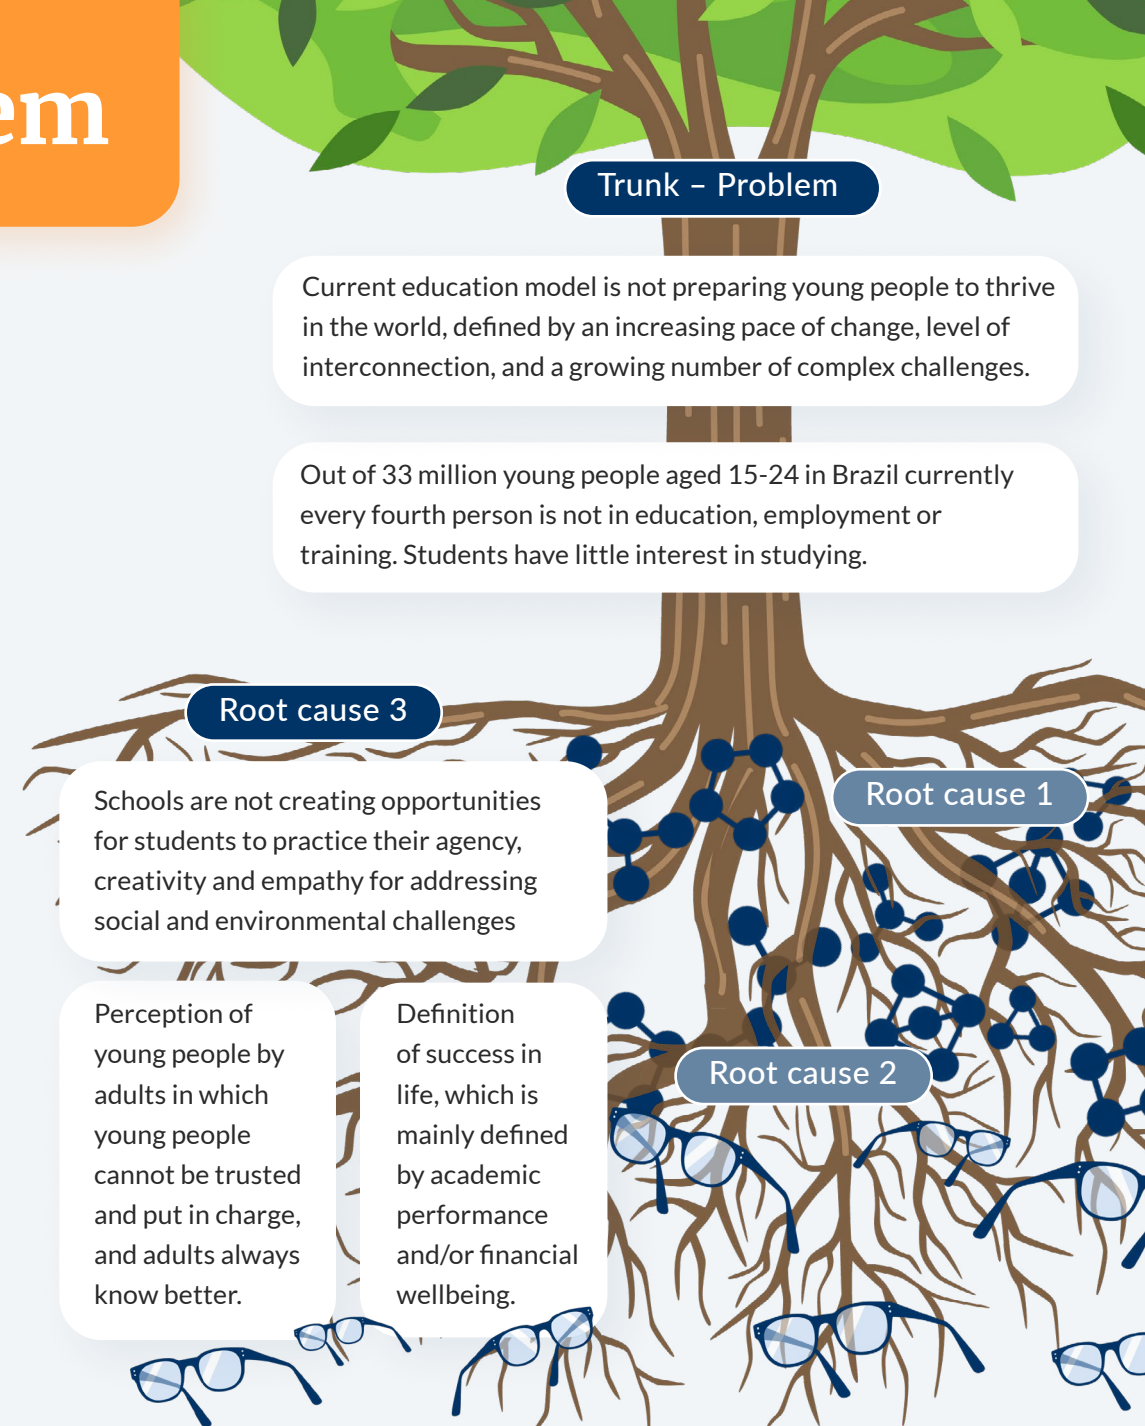 em
Trunk – Problem
Current education model is not preparing young people to thrive
in the world, defined by an increasing pace of change, level of
interconnection, and a growing number of complex challenges.
Out of 33 million young people aged 15-24 in Brazil currently
every fourth person is not in education, employment or
training. Students have little interest in studying.
Root cause 3
Schools are not creating opportunities
for students to practice their agency,
creativity and empathy for addressing
social and environmental challenges
Root cause 1
Perception of
young people by
adults in which
young people
cannot be trusted
and put in charge,
and adults always
know better.
Definition
of success in
life, which is
mainly defined
by academic
performance
and/or financial
wellbeing.
Root cause 2